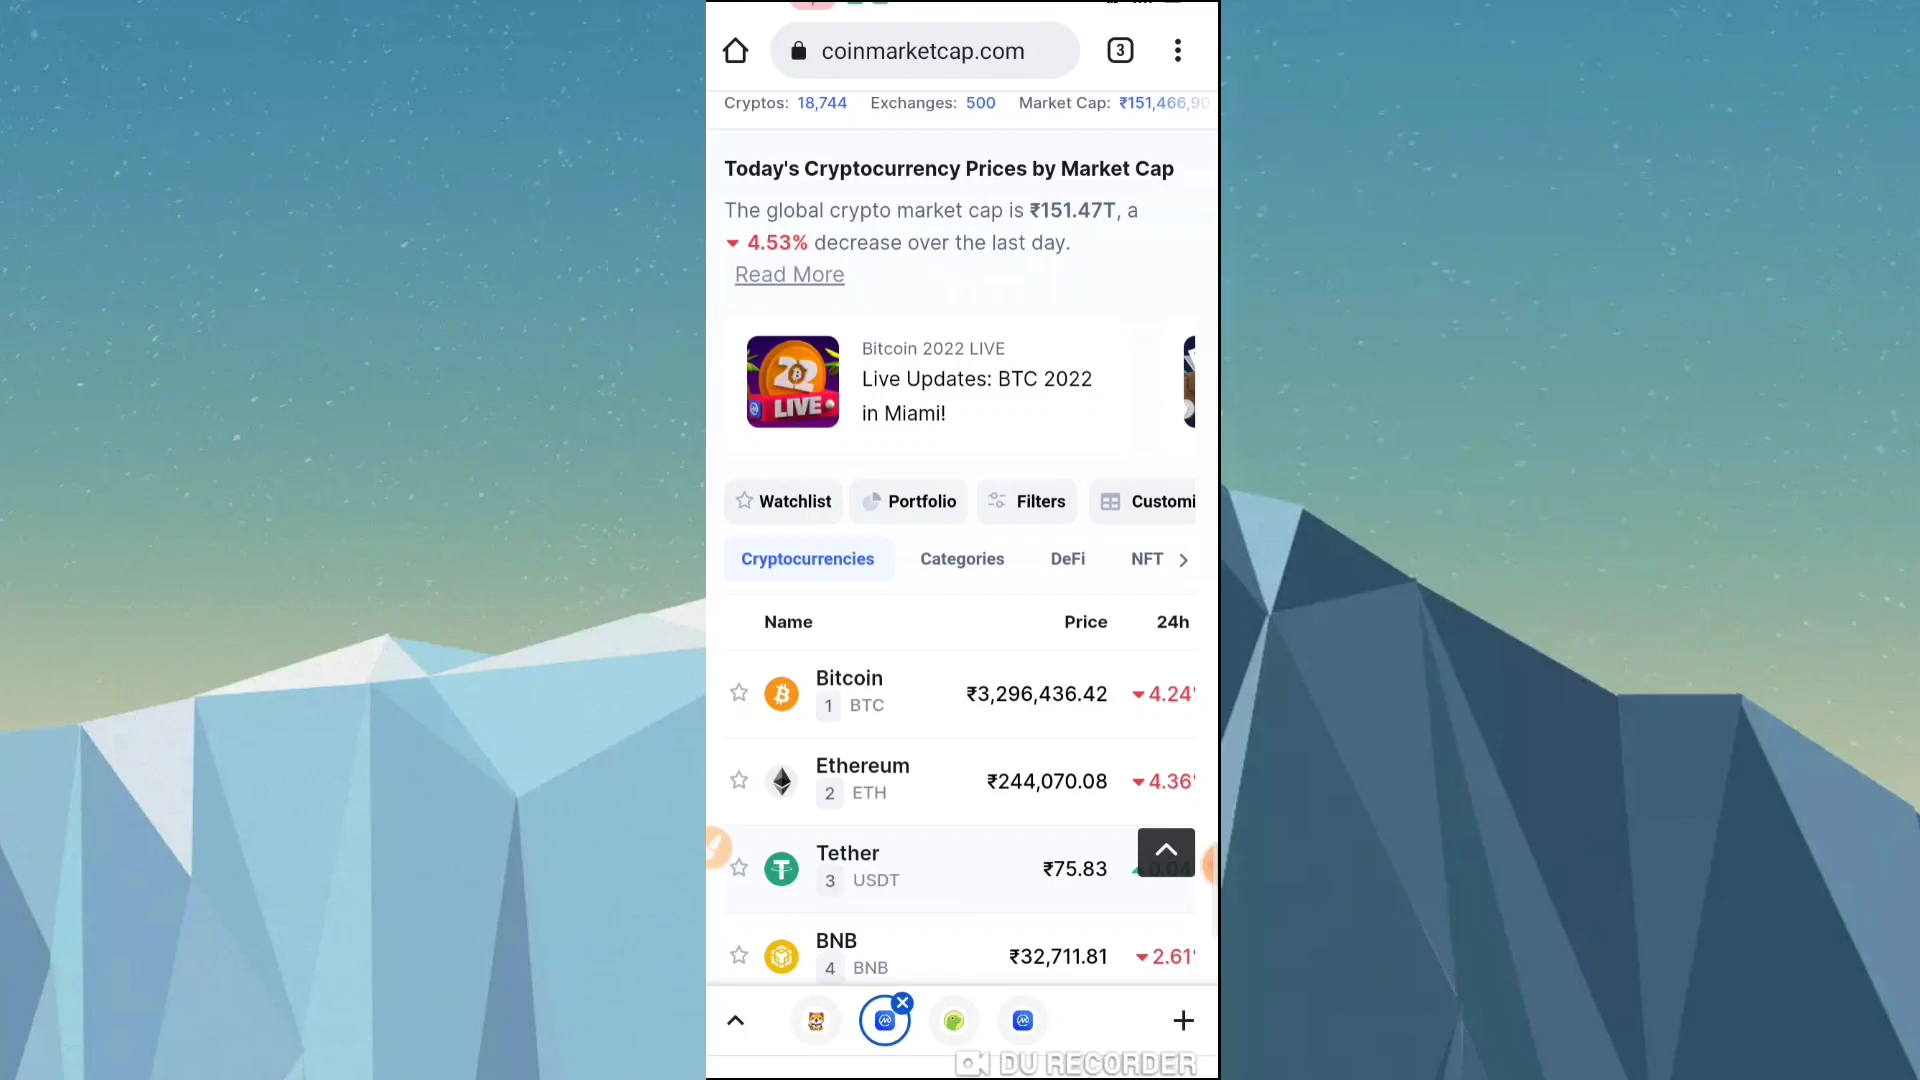 coinmarketcap.com
3
Cryptos: 18,744 Exchanges: 500 Market Cap: ₹151,466,90
Today's Cryptocurrency Prices by Market Cap
The global crypto market cap is ₹151.47T, a
4.53% decrease over the last day.
Read More
22
LIVE
Bitcoin 2022 LIVE
Live Updates: BTC 2022
in Miami!
Watchlist Portfolio Filters Customi
Cryptocurrencies Categories DeFi NFT
Name Price 24h
Bitcoin
1 BTC
₹3,296,436.42 4.24
Ethereum
2 ETH
₹244,070.08 4.36
Tether
3 USDT
₹75.83
BNB
4 BNB
₹32,711.81 2.61
DU RECORDER